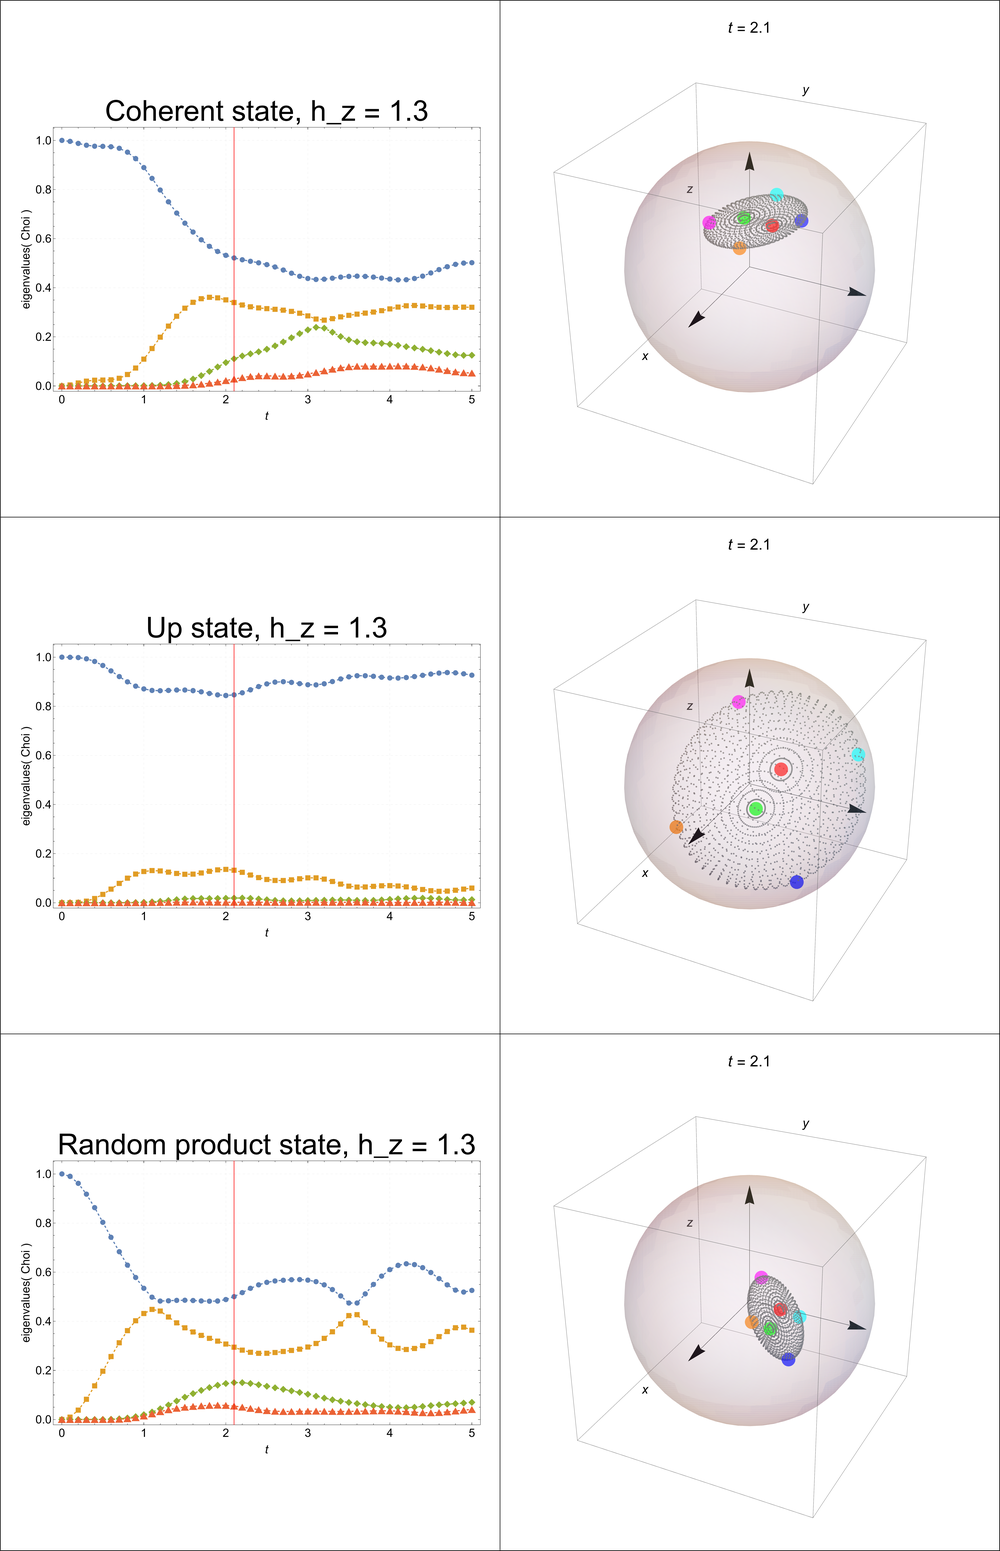 t = 2.1
Coherent state, h_z = 1.3
eigenvalues( Choi )
1.0
0.8
0.6
0.4
0.2
0.0
0 1 2 3 4 5
t
y
z
x
t = 2.1
Up state, h_z = 1.3
eigenvalues( Choi )
1.0
0.8
0.6
0.4
0.2
0.0
0 1 2 3 4 5
t
y
z
x
t = 2.1
Random product state, h_z = 1.3
eigenvalues( Choi )
1.0
0.8
0.6
0.4
0.2
0.0
0 1 2 3 4 5
t
y
z
x